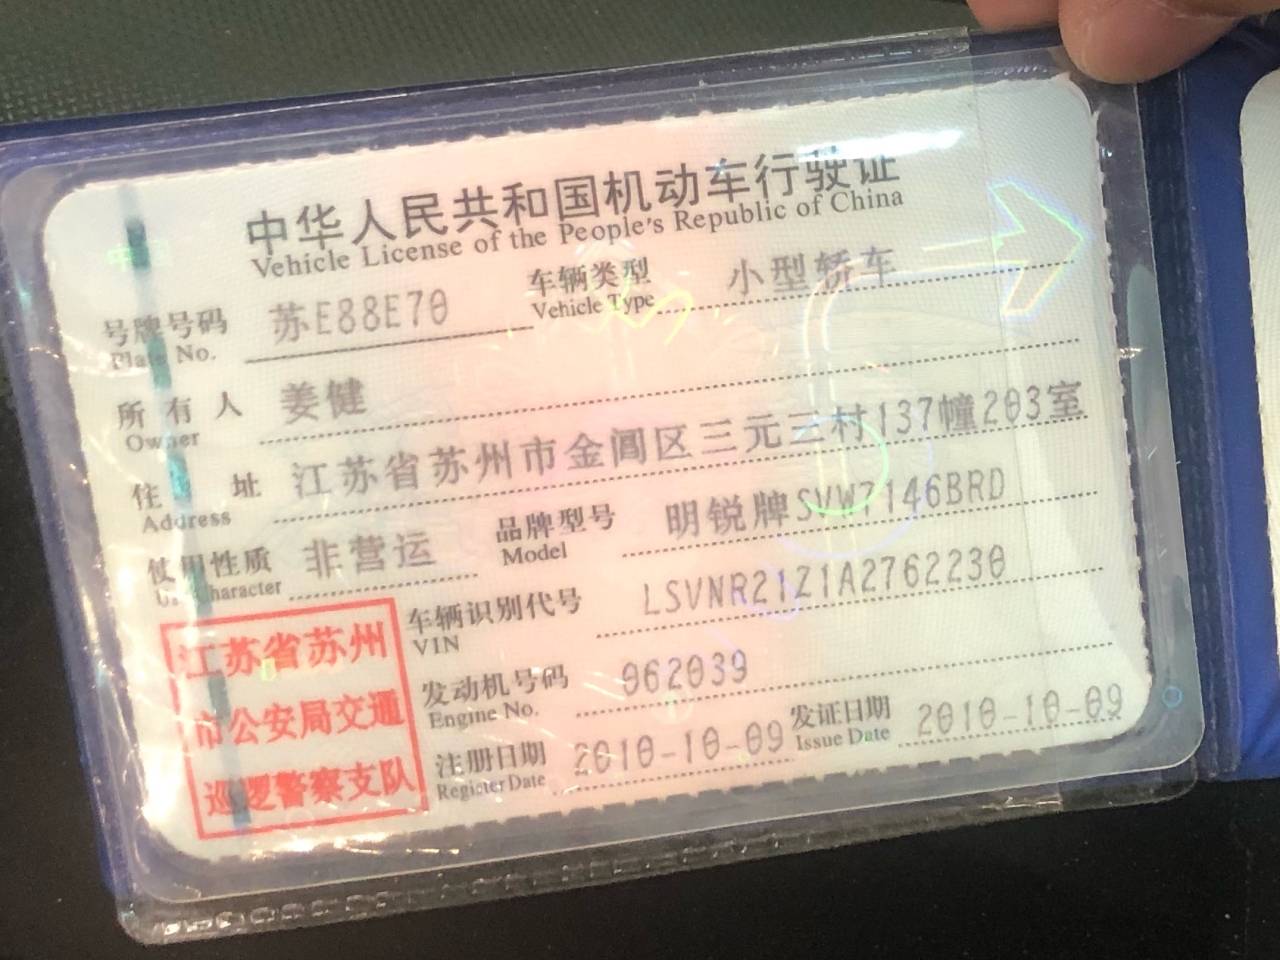 中华人民共和国机动车行驶证
Vehicle License of the People's Republic of China
号牌号码 苏E88E70 车辆类型 小型轿车
Plate No. Vehicle Type
所有人 姜健
Owner
住址 江苏省苏州市金阊区三元三村137幢203室
Address
使用性质 非营运 品牌型号 明锐牌SVW7146BRD
Use Character Model
车辆识别代号 LSVNR21Z1A2762230
VIN
发动机号码 062039
Engine No.
注册日期 2010-10-09 发证日期 2010-10-09
Register Date Issue Date
江苏省苏州
市公安局交通
巡逻警察支队